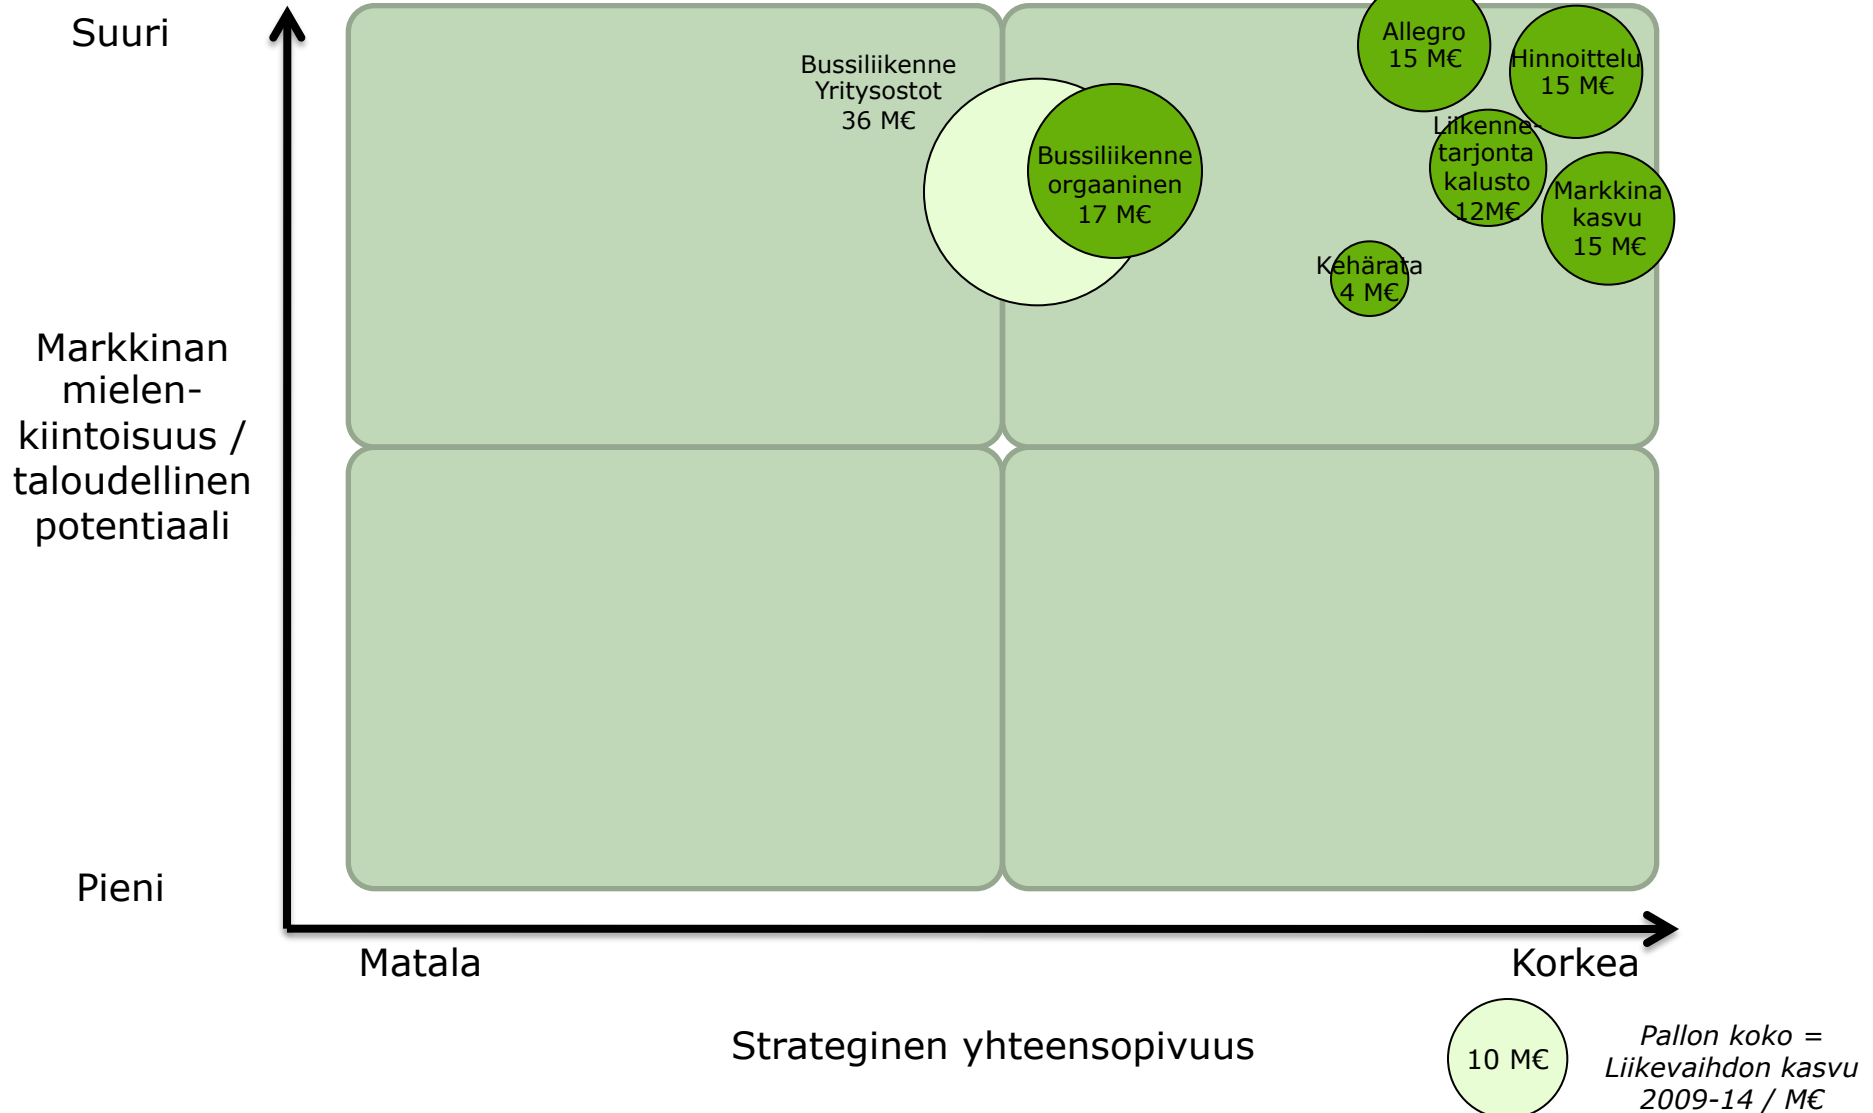 Suuri
Bussiliikenne
Yritysostot
36 M€
Bussiliikenne
orgaaninen
17 M€
Allegro
15 M€
Hinnoittelu
15 M€
Liikenne-
tarjonta
kalusto
12M€
Markkina
kasvu
15 M€
Kehärata
4 M€
Markkinan
mielen-
kiintoisuus /
taloudellinen
potentiaali
Pieni
Matala
Korkea
Strateginen yhteensopivuus
10 M€
Pallon koko =
Liikevaihdon kasvu
2009-14 / M€